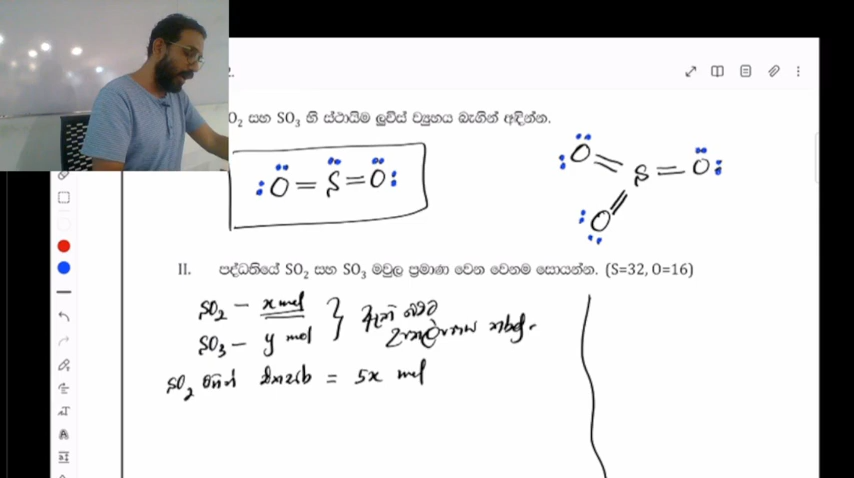 2.
O₂ සහ SO₃ හි ස්ථායිම ලුවිස් ව්‍යුහය බැගින් අඳින්න.
:Ö = S̈ = Ö:
O = S = O
O
II. පද්ධතියේ SO₂ සහ SO₃ මවුල ප්‍රමාණ වෙන වෙනම සොයන්න. (S=32, O=16)
SO₂ – x mol
SO₃ – y mol
SO₂ = 5x mol